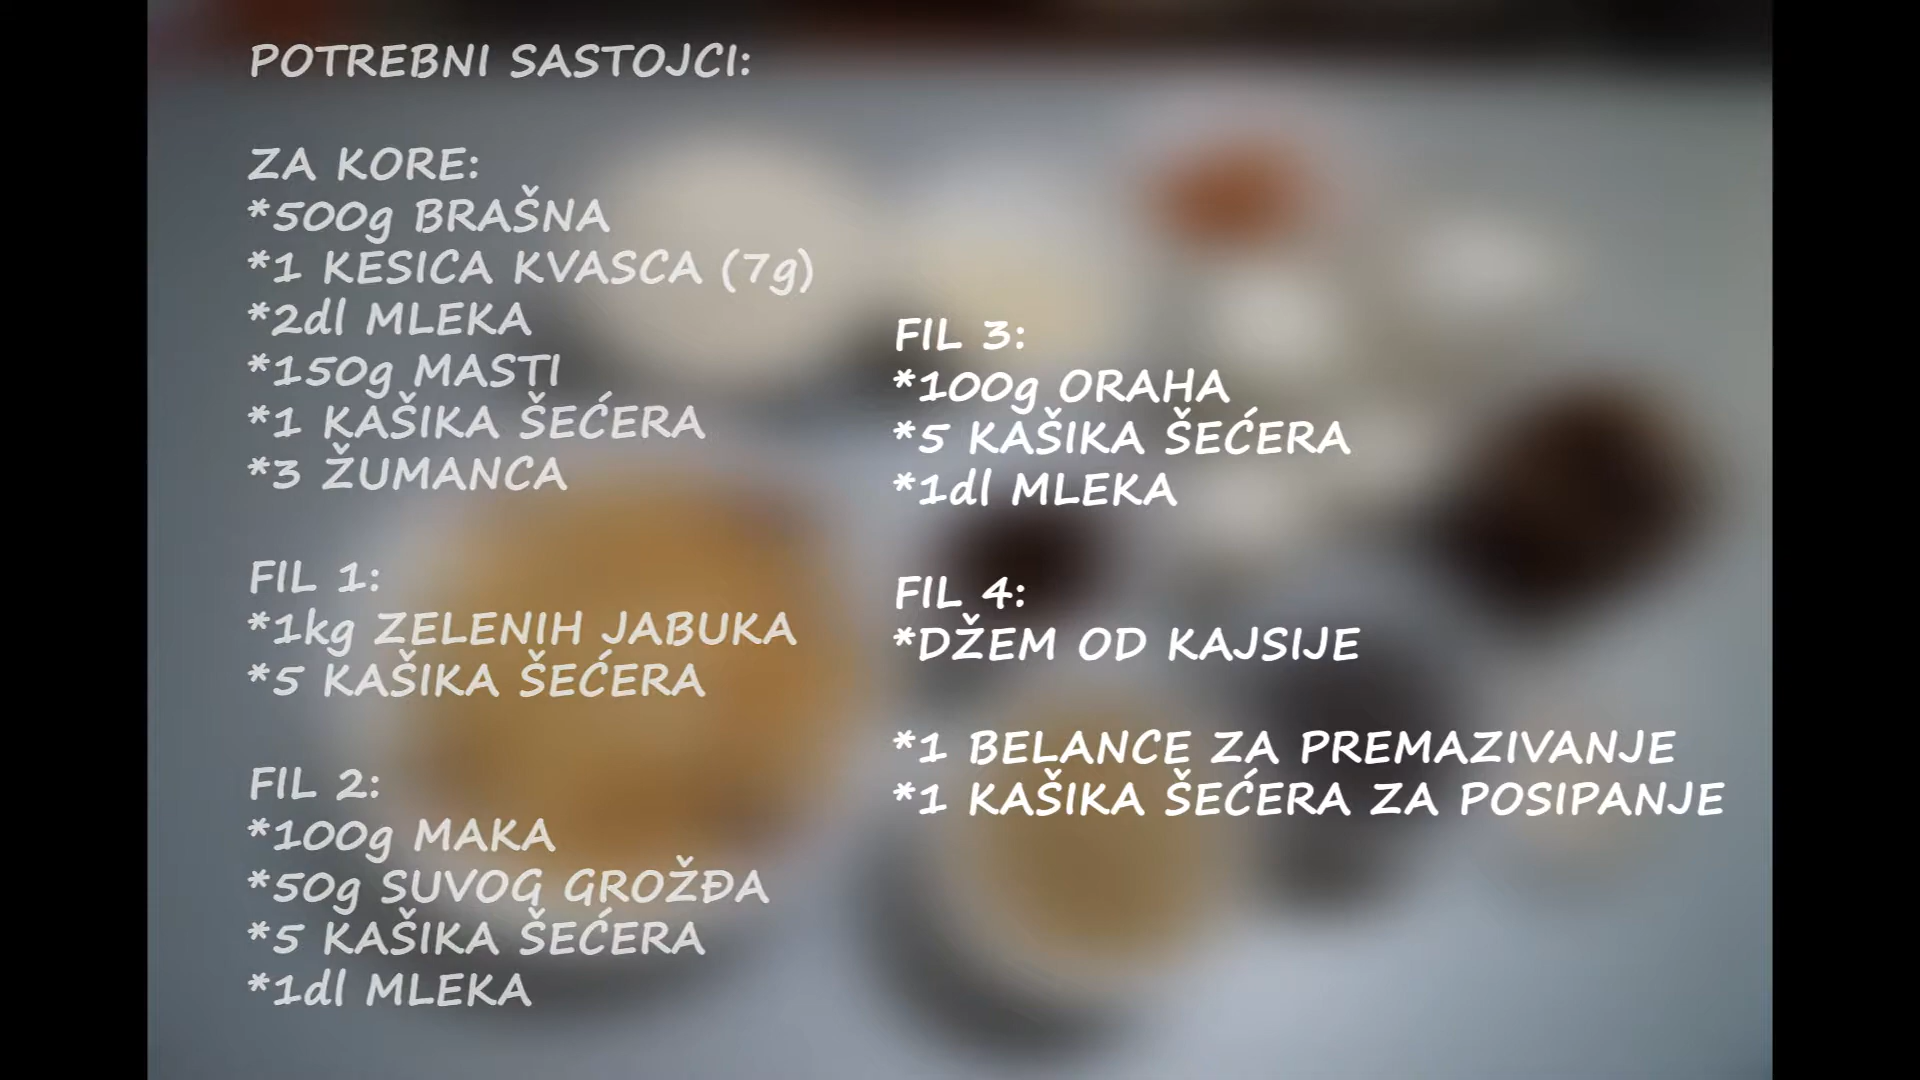 POTREBNI SASTOJCI:
ZA KORE:
*500g BRAŠNA
*1 KESICA KVASCA (7g)
*2dl MLEKA
*150g MASTI
*1 KAŠIKA ŠEĆERA
*3 ŽUMANCA
FIL 1:
*1kg ZELENIH JABUKA
*5 KAŠIKA ŠEĆERA
FIL 2:
*100g MAKA
*50g SUVOG GROŽĐA
*5 KAŠIKA ŠEĆERA
*1dl MLEKA
FIL 3:
*100g ORAHA
*5 KAŠIKA ŠEĆERA
*1dl MLEKA
FIL 4:
*DŽEM OD KAJSIJE
*1 BELANCE ZA PREMAZIVANJE
*1 KAŠIKA ŠEĆERA ZA POSIPANJE